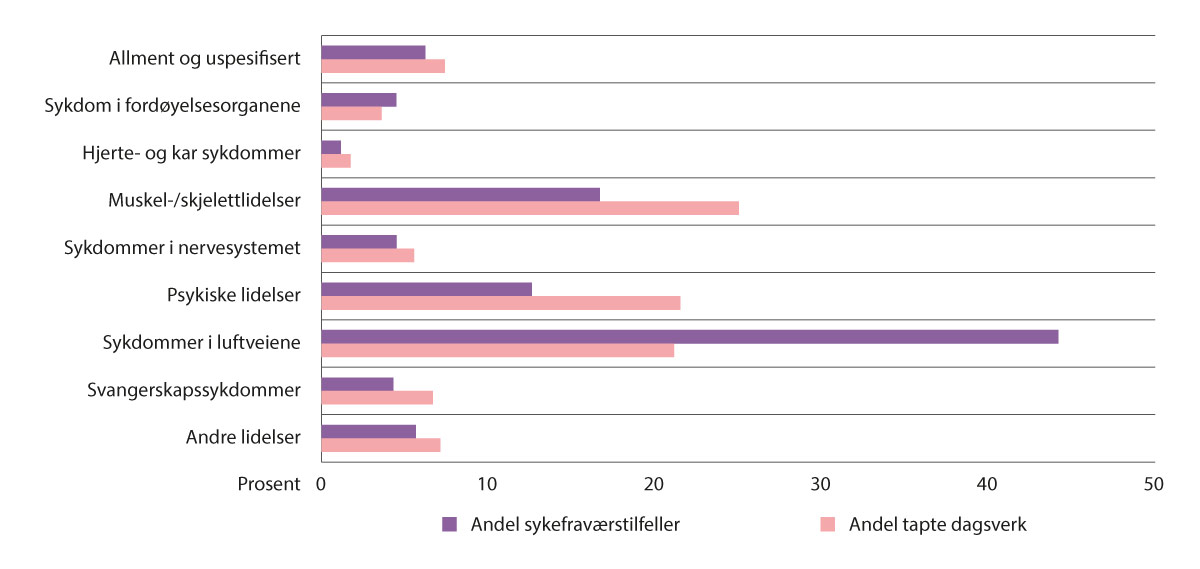 Allment og uspesifisert
Sykdom i fordøyelsesorganene
Hjerte- og kar sykdommer
Muskel-/skjelettlidelser
Sykdommer i nervesystemet
Psykiske lidelser
Sykdommer i luftveiene
Svangerskapssykdommer
Andre lidelser
Prosent 0 10 20 30 40 50
Andel sykefraværstilfeller Andel tapte dagsverk